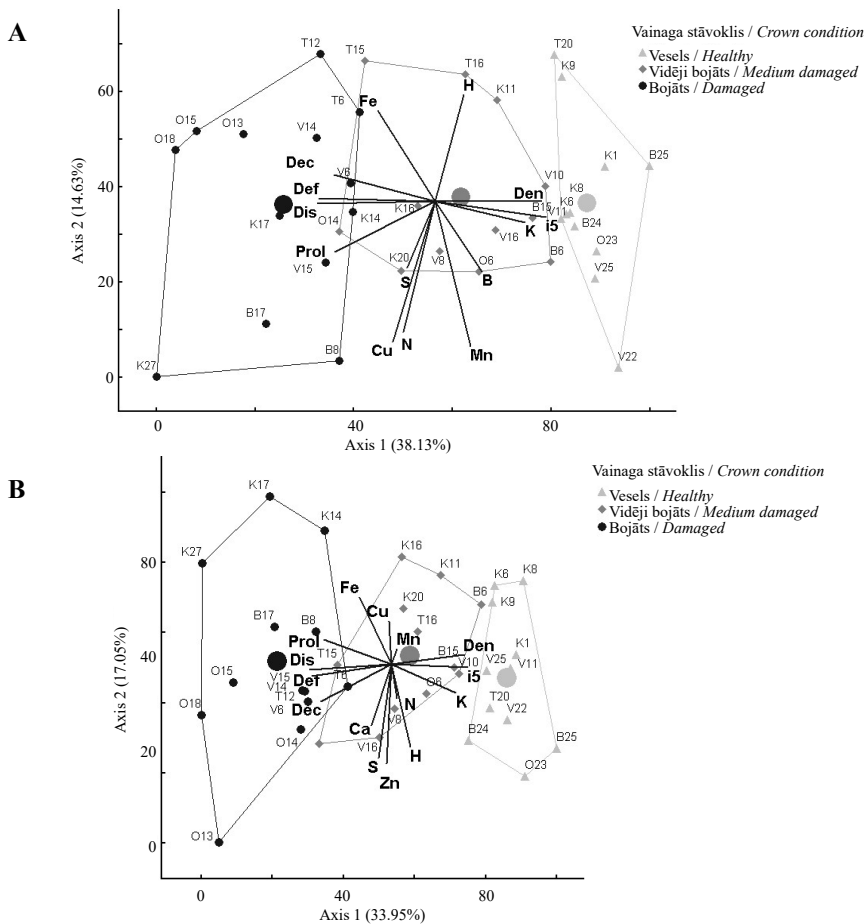 A
Vainaga stāvoklis / Crown condition
Vesels / Healthy
Vidēji bojāts / Medium damaged
Bojāts / Damaged
Axis 2 (14.63%)
60
40
20
0
T12
T15
T16
T20
K9
H
K11
Fe
T6
O18
O15
O13
V14
Dec
V6
Def
Dis
K17
K14
K16
O14
Prol
V15
K20
S
V8
O6
B
V16
V10
Den
B15
i5
K
B6
V11
K6
K8
B24
K1
B25
O23
V25
V22
B17
B8
K27
Cu
N
Mn
0
40
80
Axis 1 (38.13%)
B
Vainaga stāvoklis / Crown condition
Vesels / Healthy
Vidēji bojāts / Medium damaged
Bojāts / Damaged
Axis 2 (17.05%)
80
40
20
0
K17
K14
K27
K16
K11
K6
K8
Fe
B6
K9
K20
Cu
T16
B17
B8
Prol
Mn
Den
K1
Dis
T15
B15
V10
i5
V25
V11
O15
V15
Def
V14
T12
T6
V6
Dec
N
O6
K
T20
V22
O18
O14
Ca
V8
V16
H
S
Zn
B24
B25
O23
O13
0
40
80
Axis 1 (33.95%)